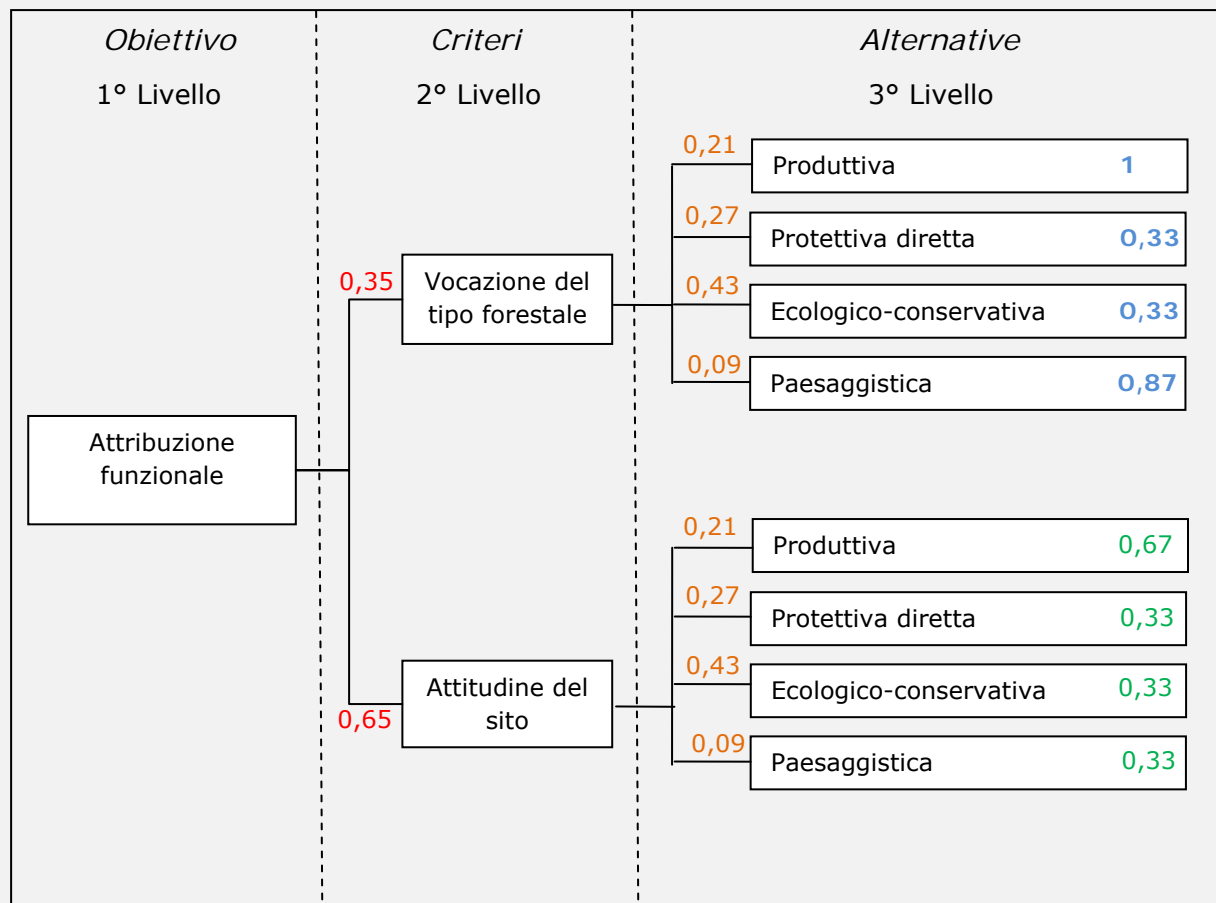 Obiettivo
Criteri
Alternative
1° Livello
2° Livello
3° Livello
0,21
Produttiva
1
0,27
Protettiva diretta
0,33
0,35
Vocazione del
tipo forestale
0,43
Ecologico-conservativa
0,33
0,09
Paesaggistica
0,87
Attribuzione
funzionale
0,21
Produttiva
0,67
0,27
Protettiva diretta
0,33
0,65
Attitudine del
sito
0,43
Ecologico-conservativa
0,33
0,09
Paesaggistica
0,33